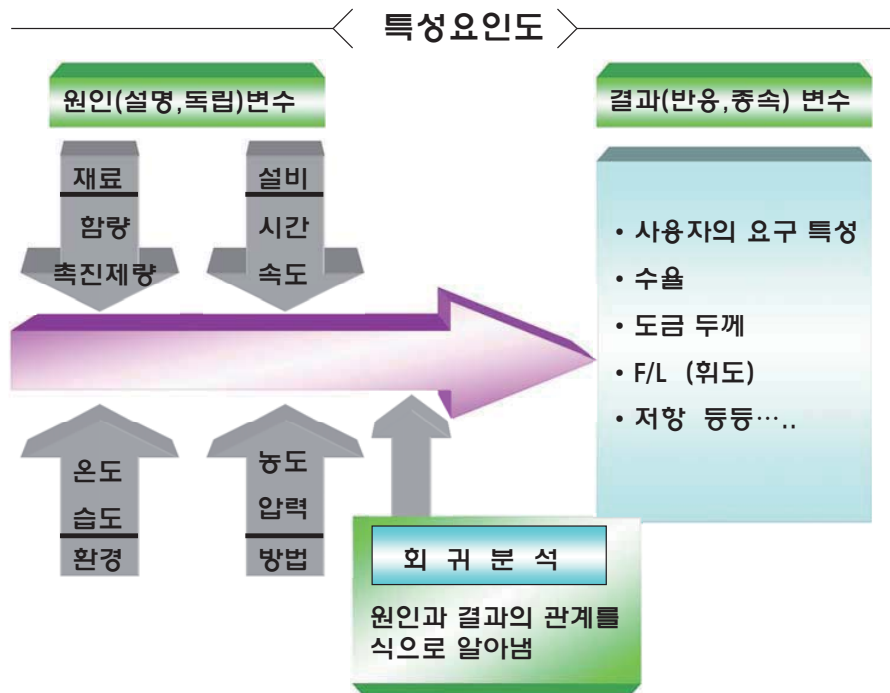 특성요인도
원인(설명,독립)변수
결과(반응,종속) 변수
재료
함량
촉진제량
설비
시간
속도
• 사용자의 요구 특성
• 수율
• 도금 두께
• F/L (휘도)
• 저항 등등…..
온도
습도
환경
농도
압력
방법
회 귀 분 석
원인과 결과의 관계를
식으로 알아냄